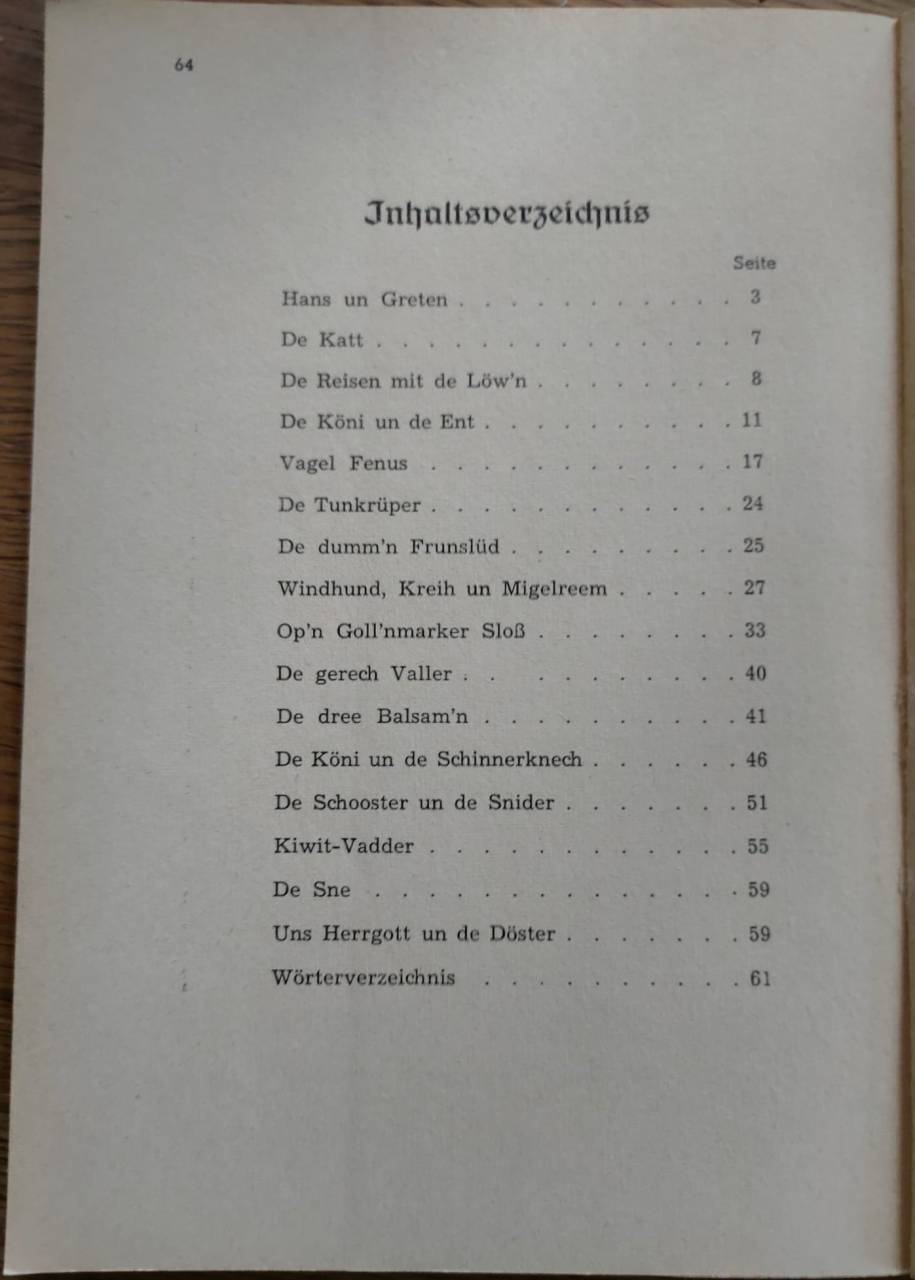 64
Inhaltsverzeichnis
Seite
Hans un Greten . . . . . . . . . . . 3
De Katt . . . . . . . . . . . . . . 7
De Reisen mit de Löw'n . . . . . . . . 8
De Köni un de Ent . . . . . . . . . . 11
Vagel Fenus . . . . . . . . . . . . 17
De Tunkrüper . . . . . . . . . . . . 24
De dumm'n Frunslüd . . . . . . . . . 25
Windhund, Kreih un Migelreem . . . . . 27
Op'n Goll'nmarker Sloß . . . . . . . . 33
De gerech Valler . . . . . . . . . . 40
De dree Balsam'n . . . . . . . . . . 41
De Köni un de Schinnerknech . . . . . . 46
De Schooster un de Snider . . . . . . . 51
Kiwit-Vadder . . . . . . . . . . . . 55
De Sne . . . . . . . . . . . . . . 59
Uns Herrgott un de Döster . . . . . . . 59
Wörterverzeichnis . . . . . . . . . . 61